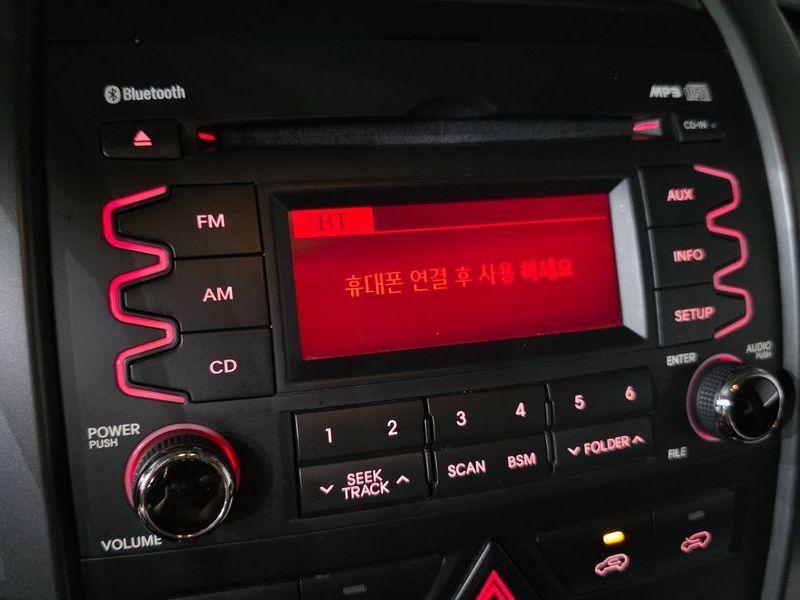 Bluetooth
MP3
CD-IN
FM
AM
CD
BT
휴대폰 연결 후 사용 하세요
AUX
INFO
SETUP
ENTER
AUDIO
PUSH
POWER
PUSH
VOLUME
1 2 3 4 5 6
SEEK
TRACK
SCAN
BSM
FOLDER
FILE